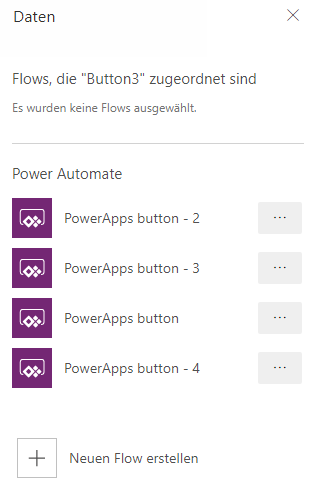 Daten
Flows, die "Button3" zugeordnet sind
Es wurden keine Flows ausgewählt.
Power Automate
PowerApps button - 2
PowerApps button - 3
PowerApps button
PowerApps button - 4
Neuen Flow erstellen